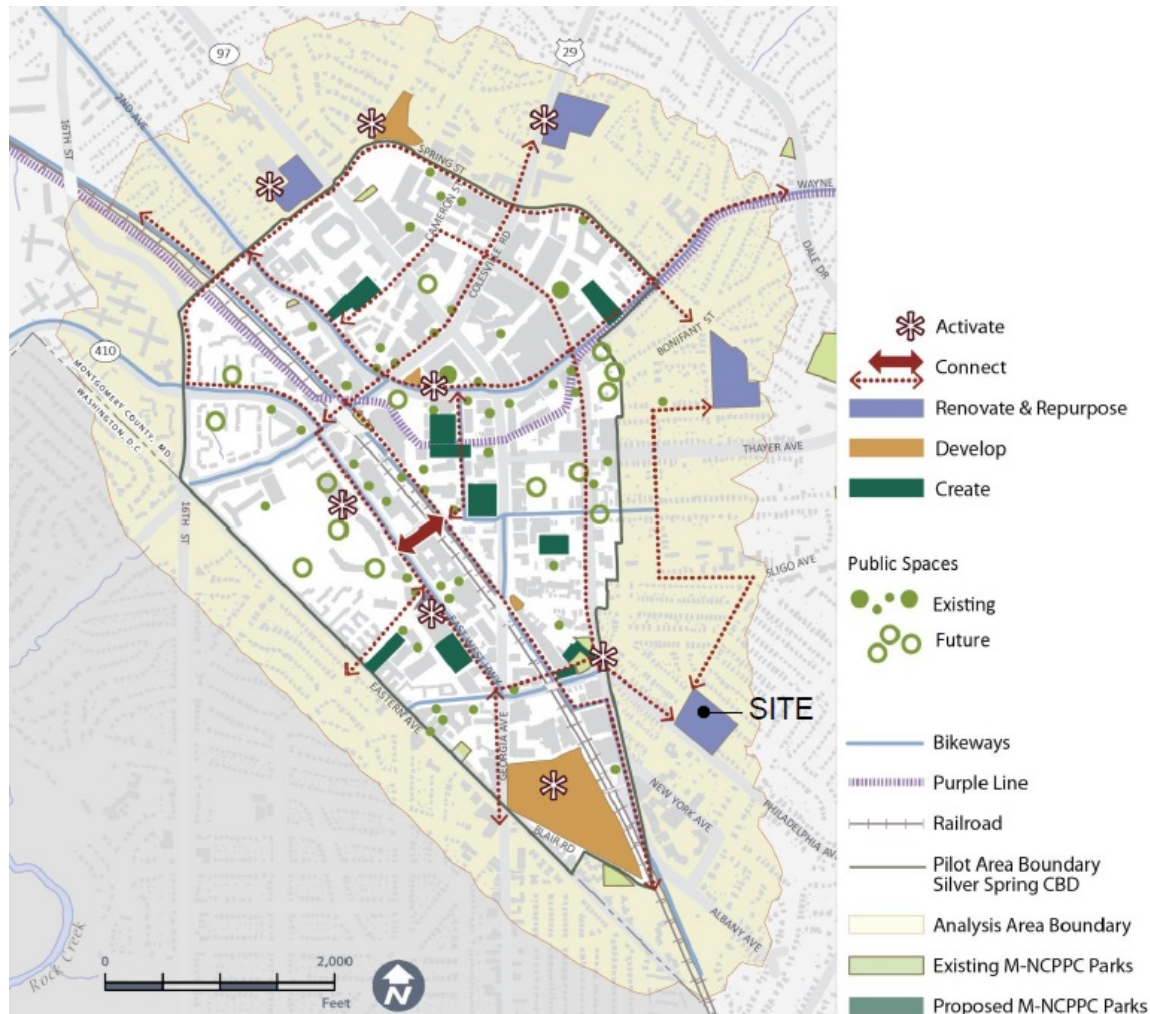 97
29
2ND AVE
16TH ST
SPRING ST
CAMERON ST
COLESVILLE RD
WAYNE
DALE DR
BONIFANT ST
410
MONTGOMERY COUNTY, MD
WASHINGTON, D.C.
THAYER AVE
16TH ST
SLIGO AVE
EAST WEST HWY
SITE
EASTERN AVE
GEORGIA AVE
NEW YORK AVE
PHILADELPHIA AVE
BLAIR RD
ALBANY AVE
Rock Creek
0 2,000
Feet
N
Activate
Connect
Renovate & Repurpose
Develop
Create
Public Spaces
Existing
Future
Bikeways
Purple Line
Railroad
Pilot Area Boundary
Silver Spring CBD
Analysis Area Boundary
Existing M-NCPPC Parks
Proposed M-NCPPC Parks